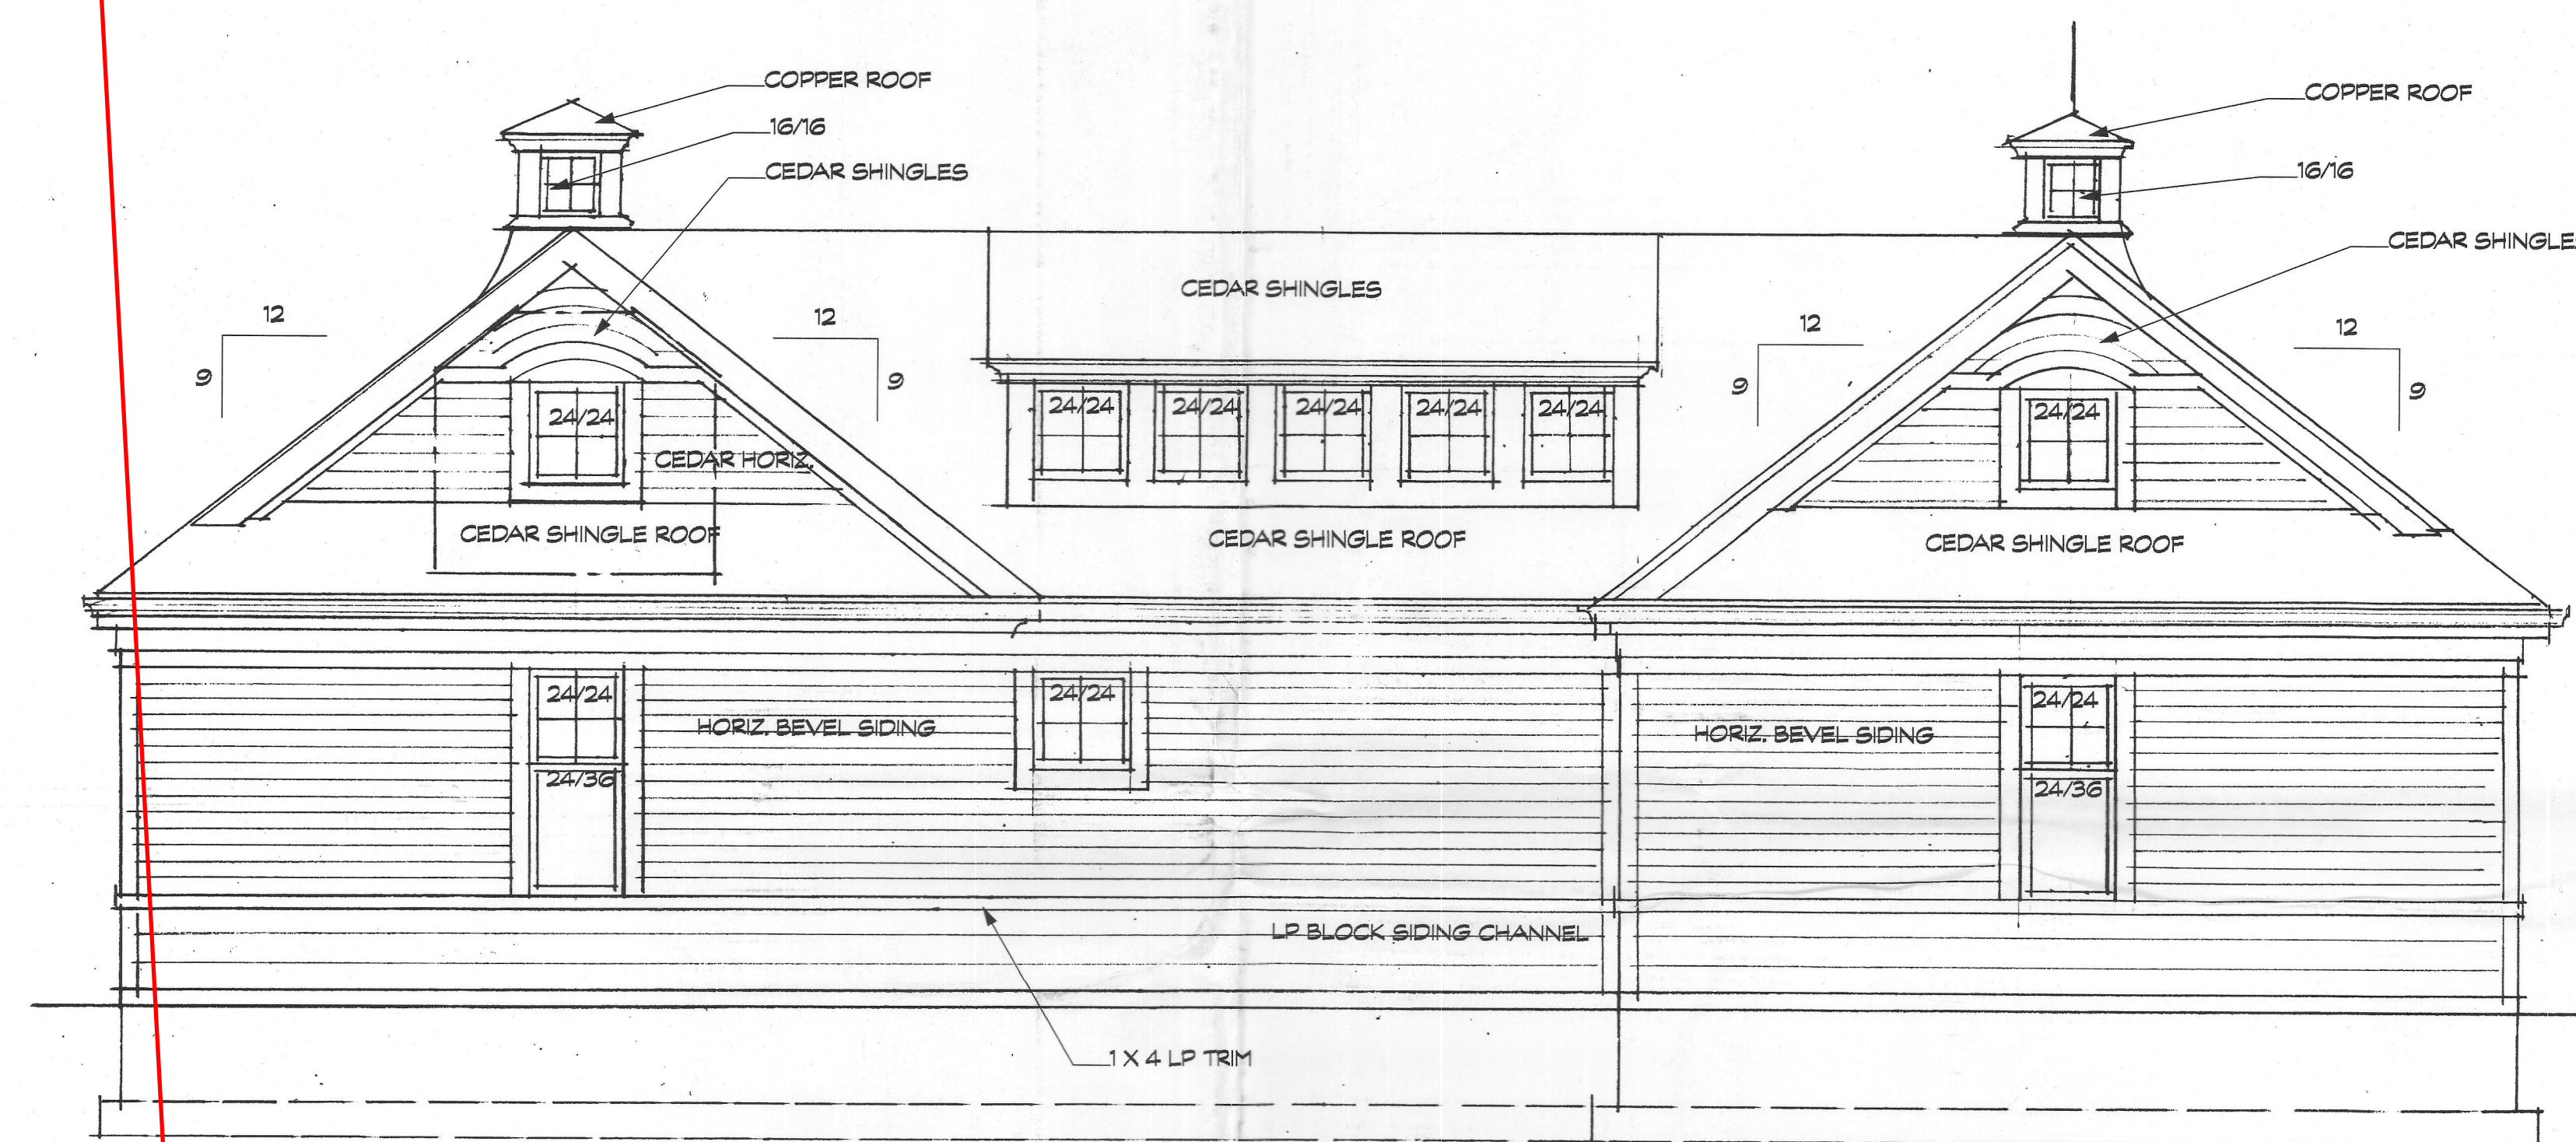 COPPER ROOF
16/16
CEDAR SHINGLES
COPPER ROOF
16/16
CEDAR SHINGLE
CEDAR SHINGLES
12
9
12
9
12
9
12
9
24/24
24/24
24/24
24/24
24/24
24/24
24/24
CEDAR HORIZ.
CEDAR SHINGLE ROOF
CEDAR SHINGLE ROOF
CEDAR SHINGLE ROOF
24/24
24/24
24/24
HORIZ. BEVEL SIDING
HORIZ. BEVEL SIDING
24/36
24/36
LP BLOCK SIDING CHANNEL
1 X 4 LP TRIM